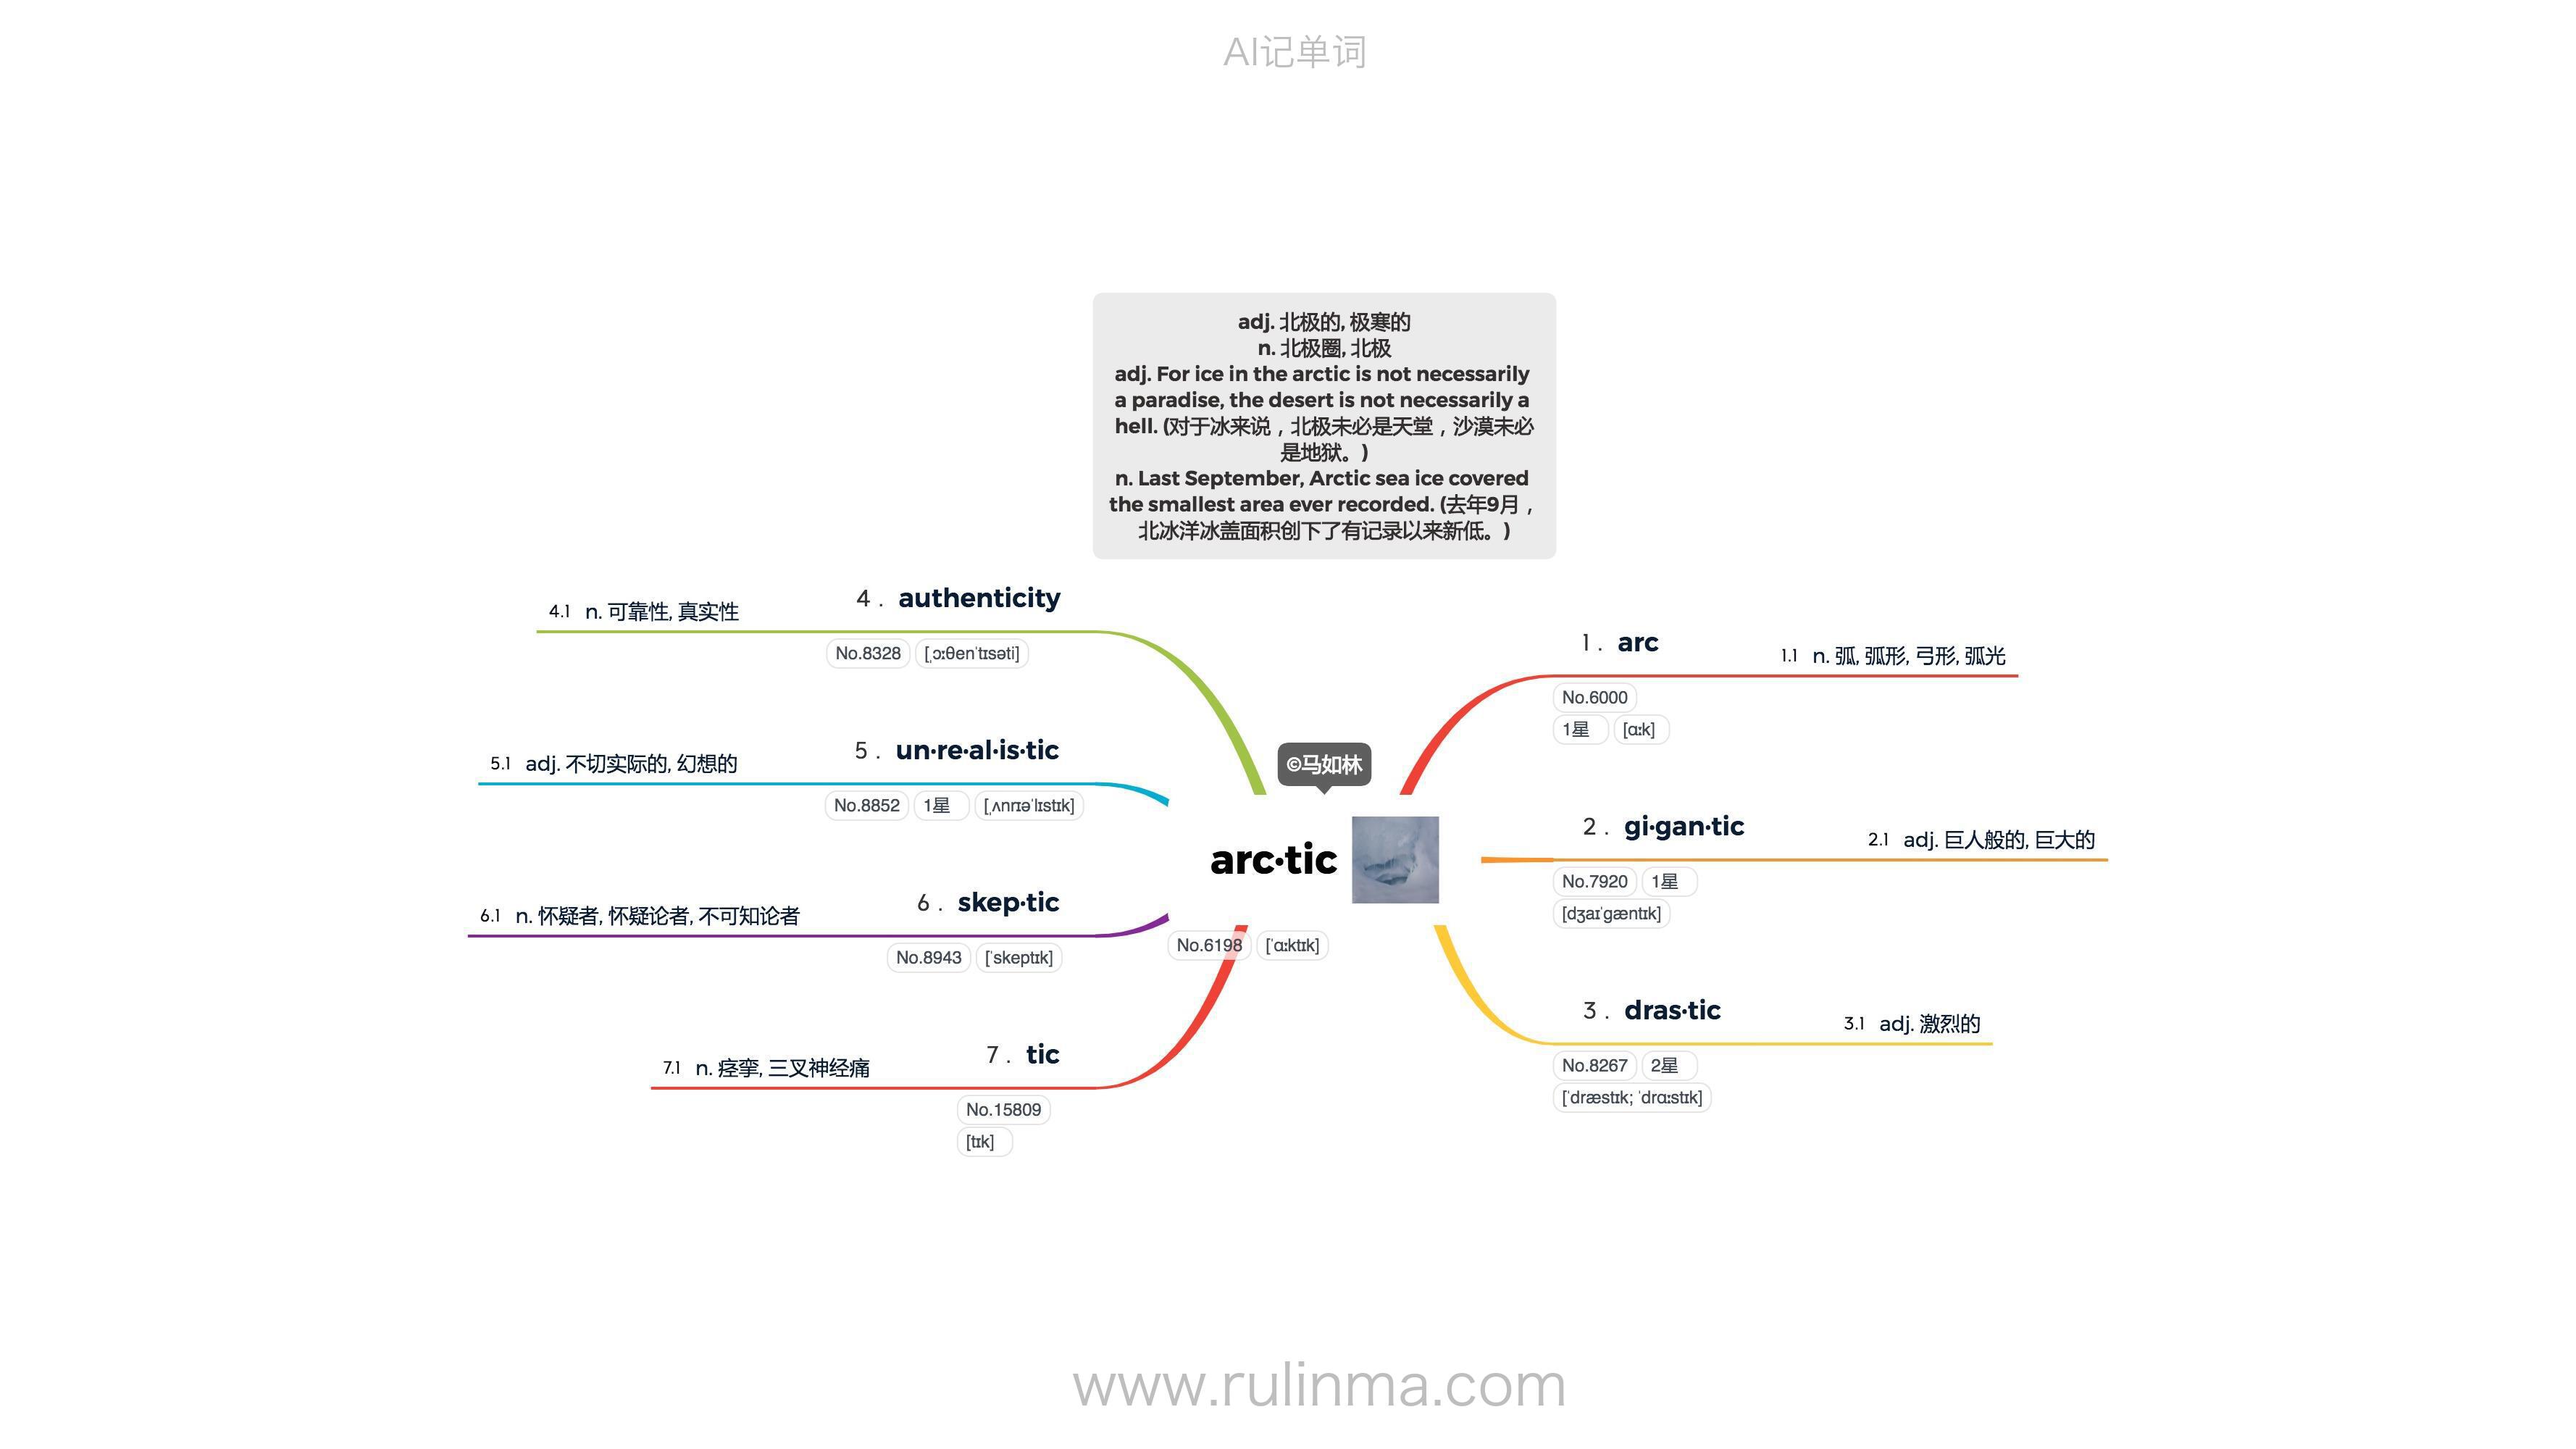 AI记单词
adj. 北极的, 极寒的
n. 北极圈, 北极
adj. For ice in the arctic is not necessarily
a paradise, the desert is not necessarily a
hell. (对于冰来说，北极未必是天堂，沙漠未必
是地狱。)
n. Last September, Arctic sea ice covered
the smallest area ever recorded. (去年9月，
北冰洋冰盖面积创下了有记录以来新低。)
©马如林
arc·tic
No.6198 [ˈɑːktɪk]
1 . arc
1.1 n. 弧, 弧形, 弓形, 弧光
No.6000
1星 [ɑːk]
2 . gi·gan·tic
2.1 adj. 巨人般的, 巨大的
No.7920 1星
[dʒaɪˈɡæntɪk]
3 . dras·tic
3.1 adj. 激烈的
No.8267 2星
[ˈdræstɪk; ˈdrɑːstɪk]
4 . authenticity
4.1 n. 可靠性, 真实性
No.8328 [ˌɔːθenˈtɪsəti]
5 . un·re·al·is·tic
5.1 adj. 不切实际的, 幻想的
No.8852 1星 [ˌʌnrɪəˈlɪstɪk]
6 . skep·tic
6.1 n. 怀疑者, 怀疑论者, 不可知论者
No.8943 [ˈskeptɪk]
7 . tic
7.1 n. 痉挛, 三叉神经痛
No.15809
[tɪk]
www.rulinma.com